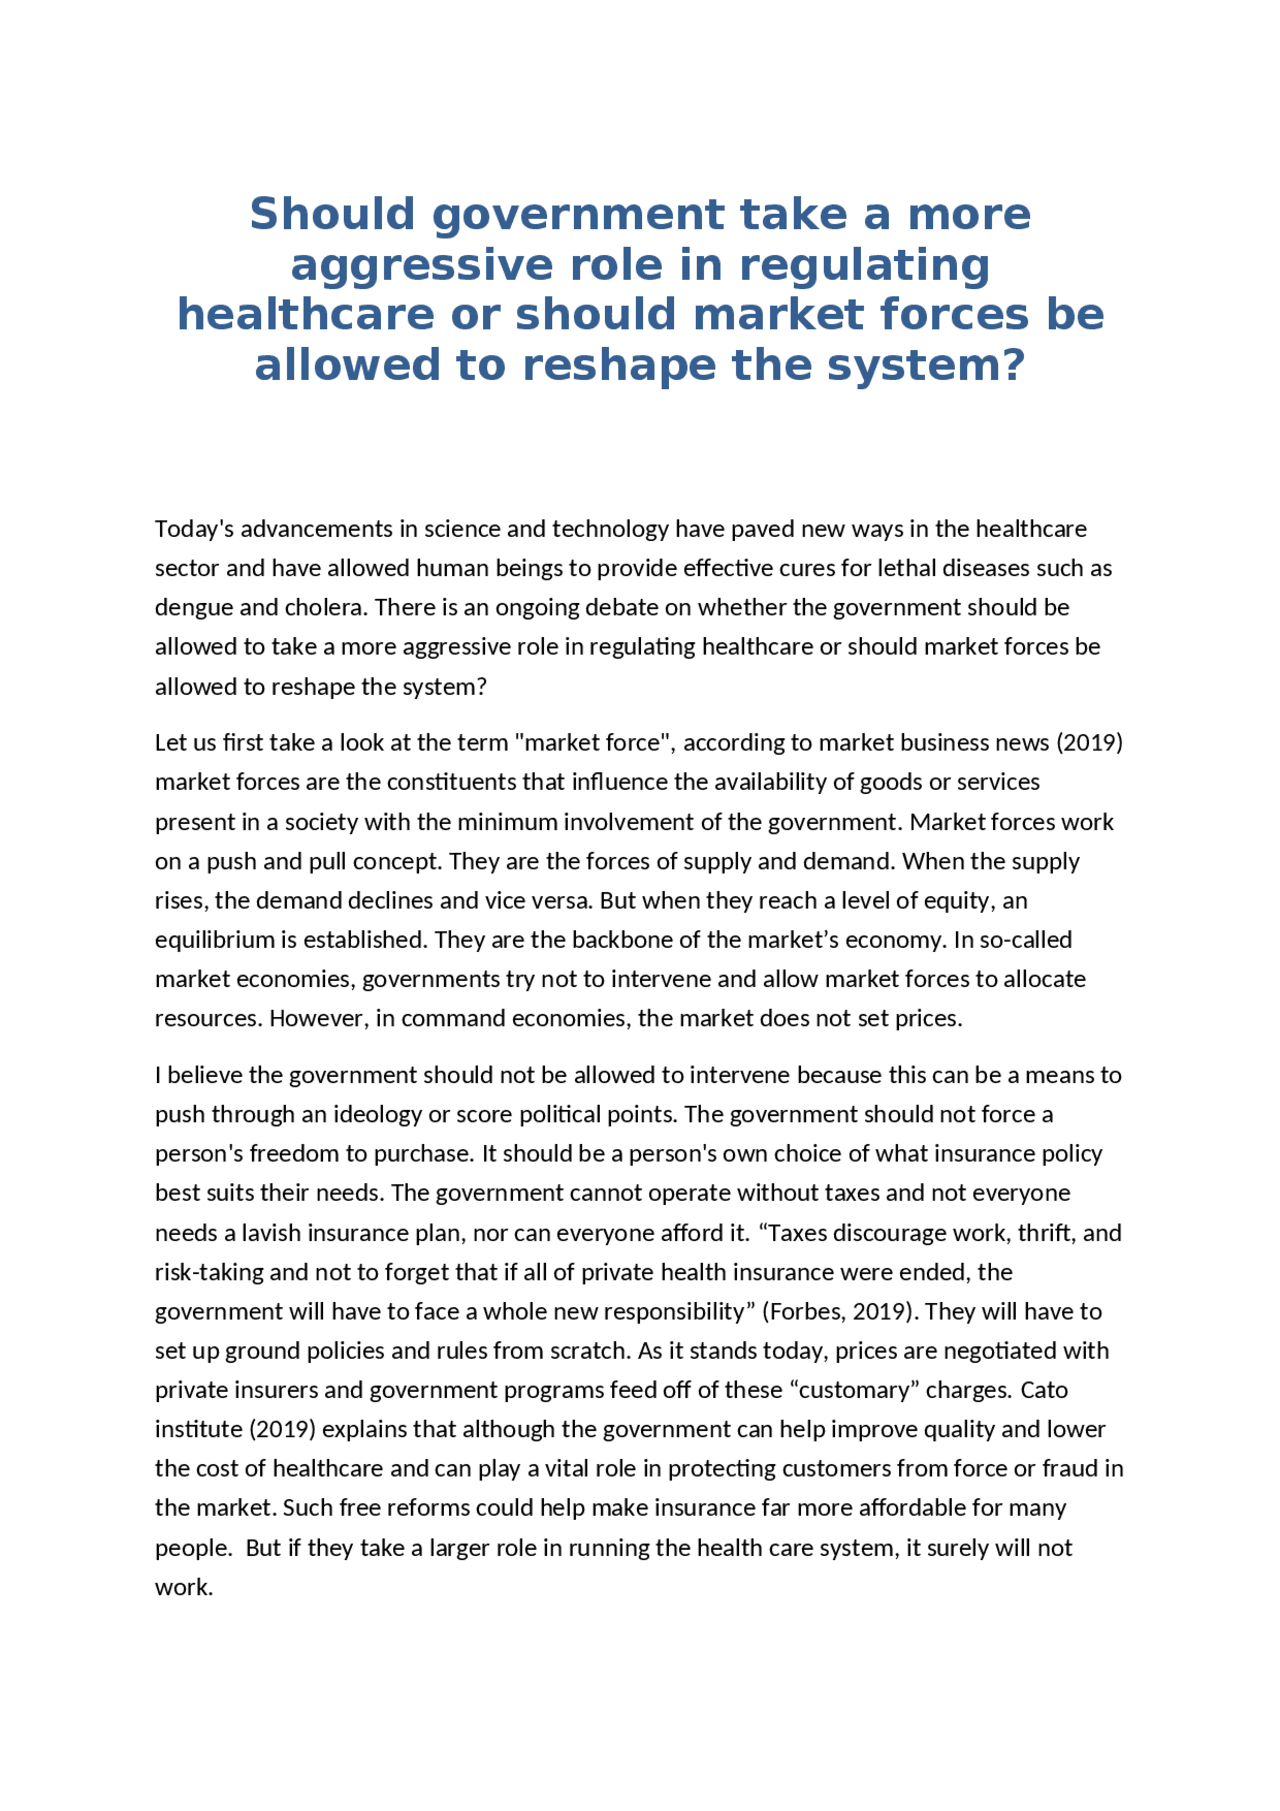 Should government take a more
aggressive role in regulating
healthcare or should market forces be
allowed to reshape the system?
Today's advancements in science and technology have paved new ways in the healthcare
sector and have allowed human beings to provide effective cures for lethal diseases such as
dengue and cholera. There is an ongoing debate on whether the government should be
allowed to take a more aggressive role in regulating healthcare or should market forces be
allowed to reshape the system?
Let us first take a look at the term "market force", according to market business news (2019)
market forces are the constituents that influence the availability of goods or services
present in a society with the minimum involvement of the government. Market forces work
on a push and pull concept. They are the forces of supply and demand. When the supply
rises, the demand declines and vice versa. But when they reach a level of equity, an
equilibrium is established. They are the backbone of the market’s economy. In so-called
market economies, governments try not to intervene and allow market forces to allocate
resources. However, in command economies, the market does not set prices.
I believe the government should not be allowed to intervene because this can be a means to
push through an ideology or score political points. The government should not force a
person's freedom to purchase. It should be a person's own choice of what insurance policy
best suits their needs. The government cannot operate without taxes and not everyone
needs a lavish insurance plan, nor can everyone afford it. “Taxes discourage work, thrift, and
risk-taking and not to forget that if all of private health insurance were ended, the
government will have to face a whole new responsibility” (Forbes, 2019). They will have to
set up ground policies and rules from scratch. As it stands today, prices are negotiated with
private insurers and government programs feed off of these “customary” charges. Cato
institute (2019) explains that although the government can help improve quality and lower
the cost of healthcare and can play a vital role in protecting customers from force or fraud in
the market. Such free reforms could help make insurance far more affordable for many
people.  But if they take a larger role in running the health care system, it surely will not
work.